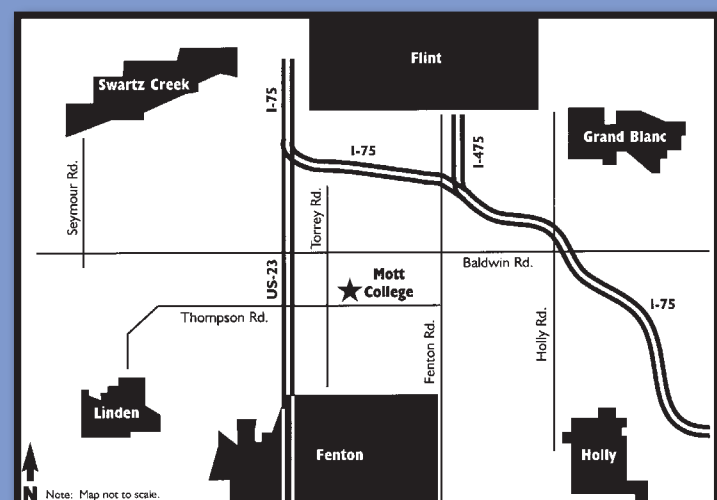 Flint
Swartz Creek
I-75
Grand Blanc
I-75
I-475
Seymour Rd.
Torrey Rd.
US-23
Baldwin Rd.
Mott
College
I-75
Thompson Rd.
Fenton Rd.
Holly Rd.
Linden
Fenton
Holly
N Note: Map not to scale.